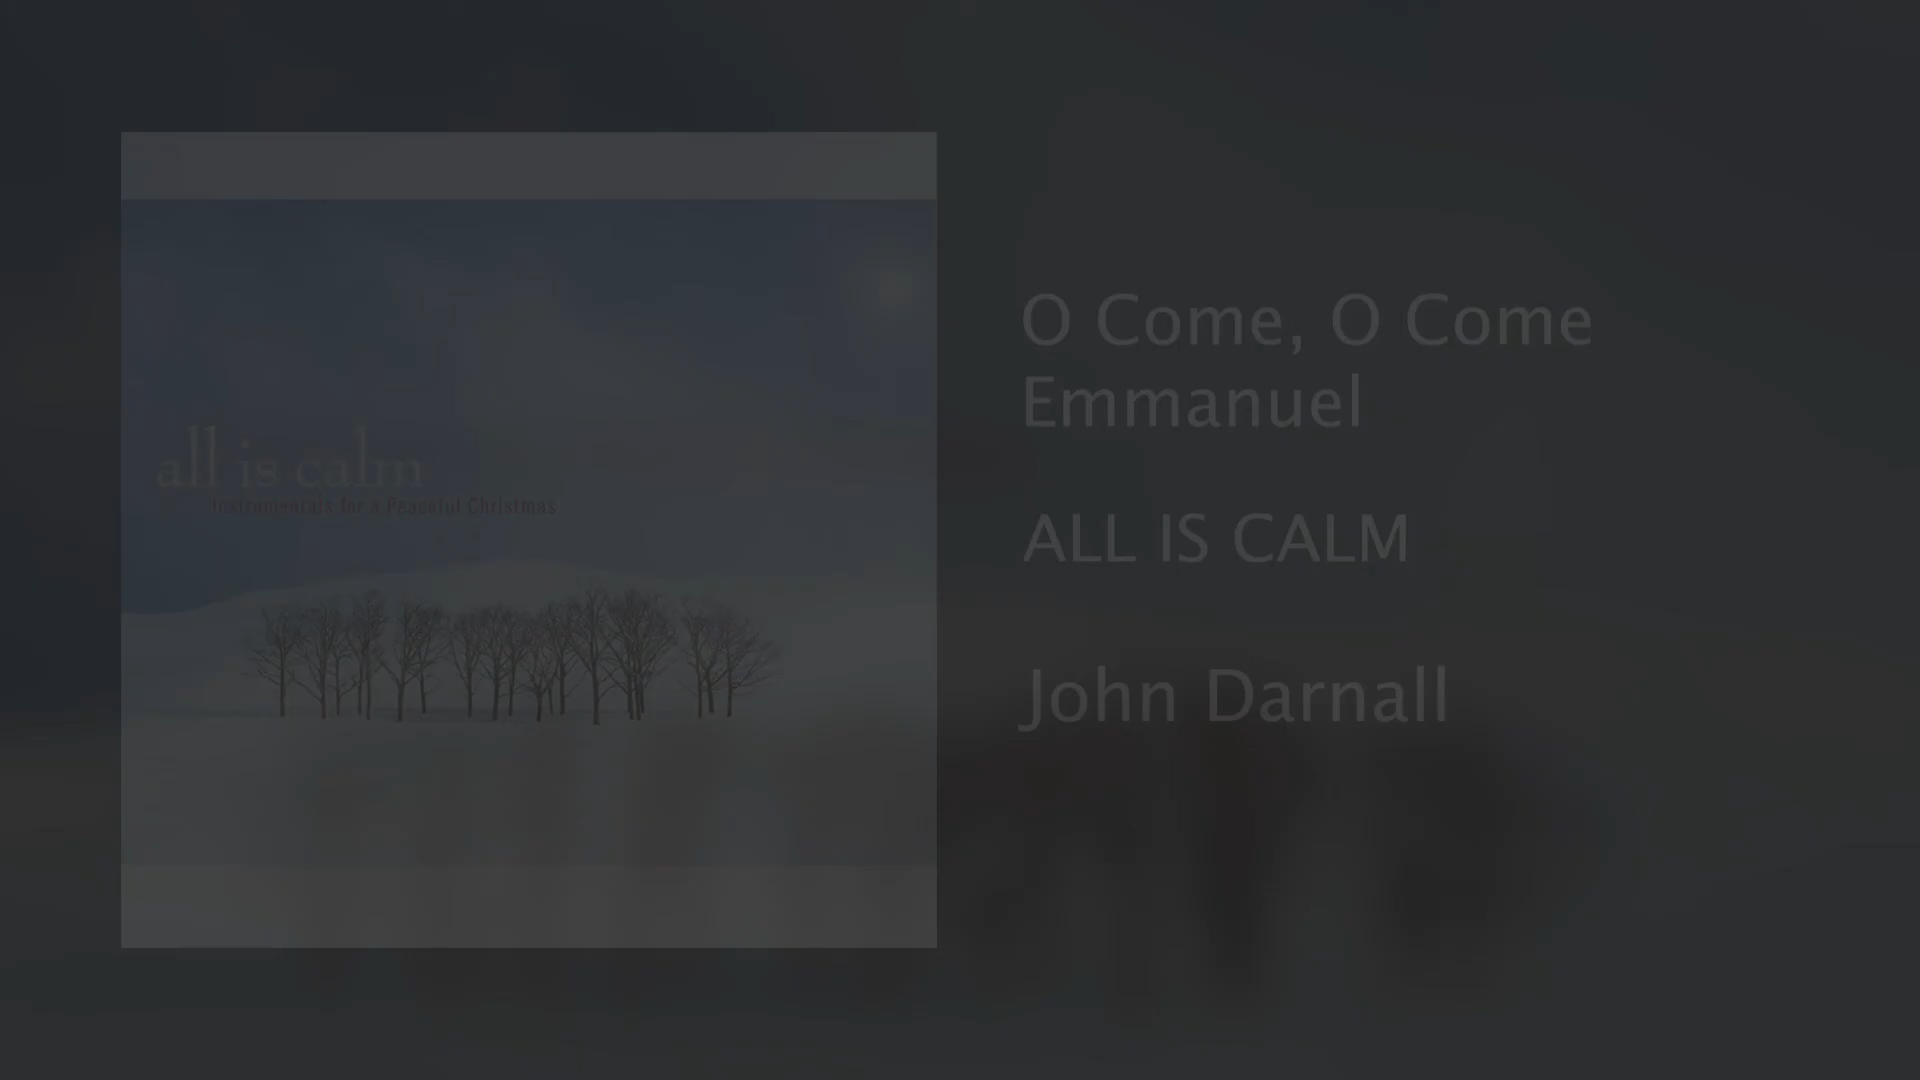 all is calm
Instrumentals for a Peaceful Christmas
O Come, O Come
Emmanuel
ALL IS CALM
John Darnall